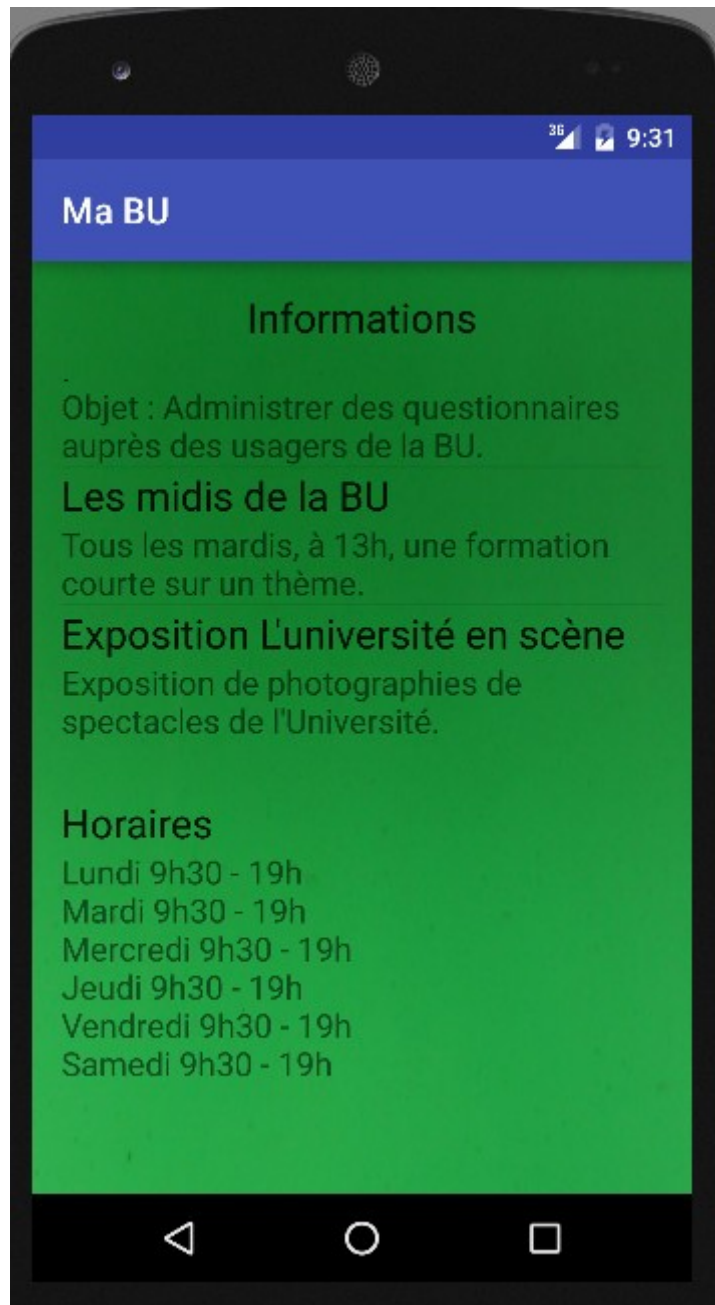 3G 9:31
Ma BU
Informations
.
Objet : Administrer des questionnaires
auprès des usagers de la BU.
Les midis de la BU
Tous les mardis, à 13h, une formation
courte sur un thème.
Exposition L'université en scène
Exposition de photographies de
spectacles de l'Université.
Horaires
Lundi 9h30 - 19h
Mardi 9h30 - 19h
Mercredi 9h30 - 19h
Jeudi 9h30 - 19h
Vendredi 9h30 - 19h
Samedi 9h30 - 19h